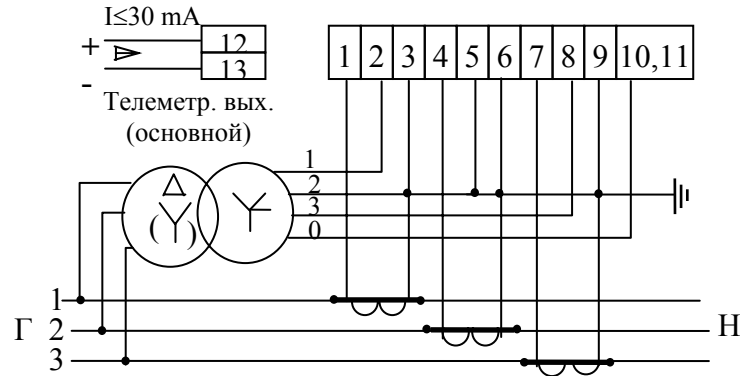 I≤30 mA
+ 12
- 13
Телеметр. вых.
(основной)
1 2 3 4 5 6 7 8 9 10,11
1
2
3
0
Δ
(Y) Y
1
Г 2 Н
3